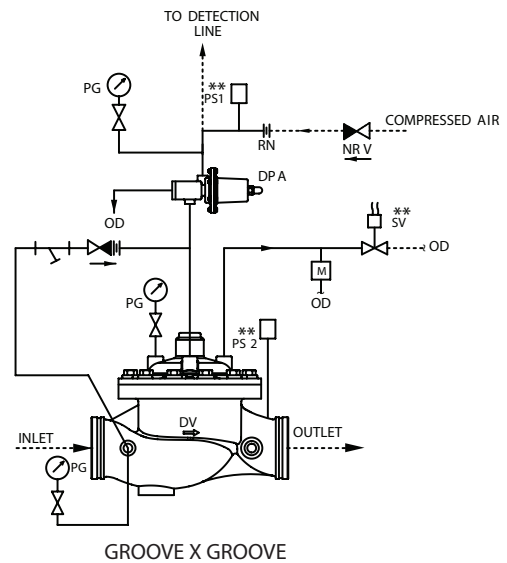 TO DETECTION
LINE
PG
**
PS1
COMPRESSED AIR
RN
NR V
DP A
OD
**
SV
OD
M
OD
PG
**
PS 2
DV
INLET
OUTLET
PG
GROOVE X GROOVE